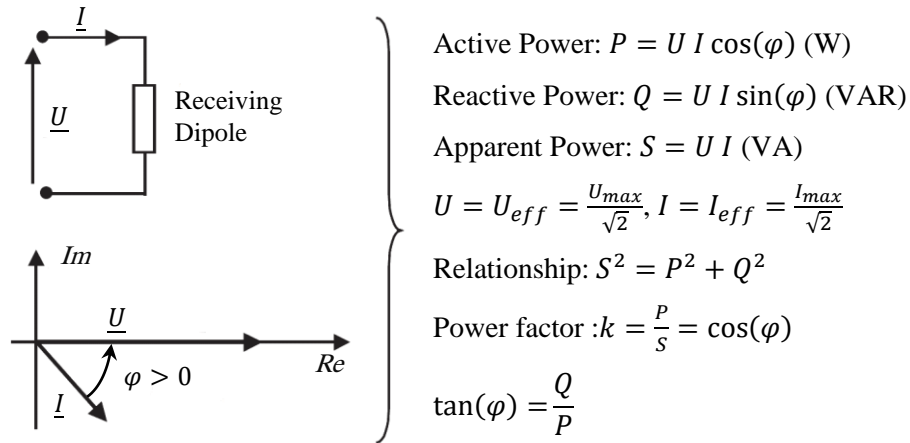 I
U
Receiving
Dipole
Im
U
Re
φ > 0
I
Active Power: P = U I cos(φ) (W)
Reactive Power: Q = U I sin(φ) (VAR)
Apparent Power: S = U I (VA)
U = U_eff = U_max/√2, I = I_eff = I_max/√2
Relationship: S² = P² + Q²
Power factor :k = P/S = cos(φ)
tan(φ) = Q/P